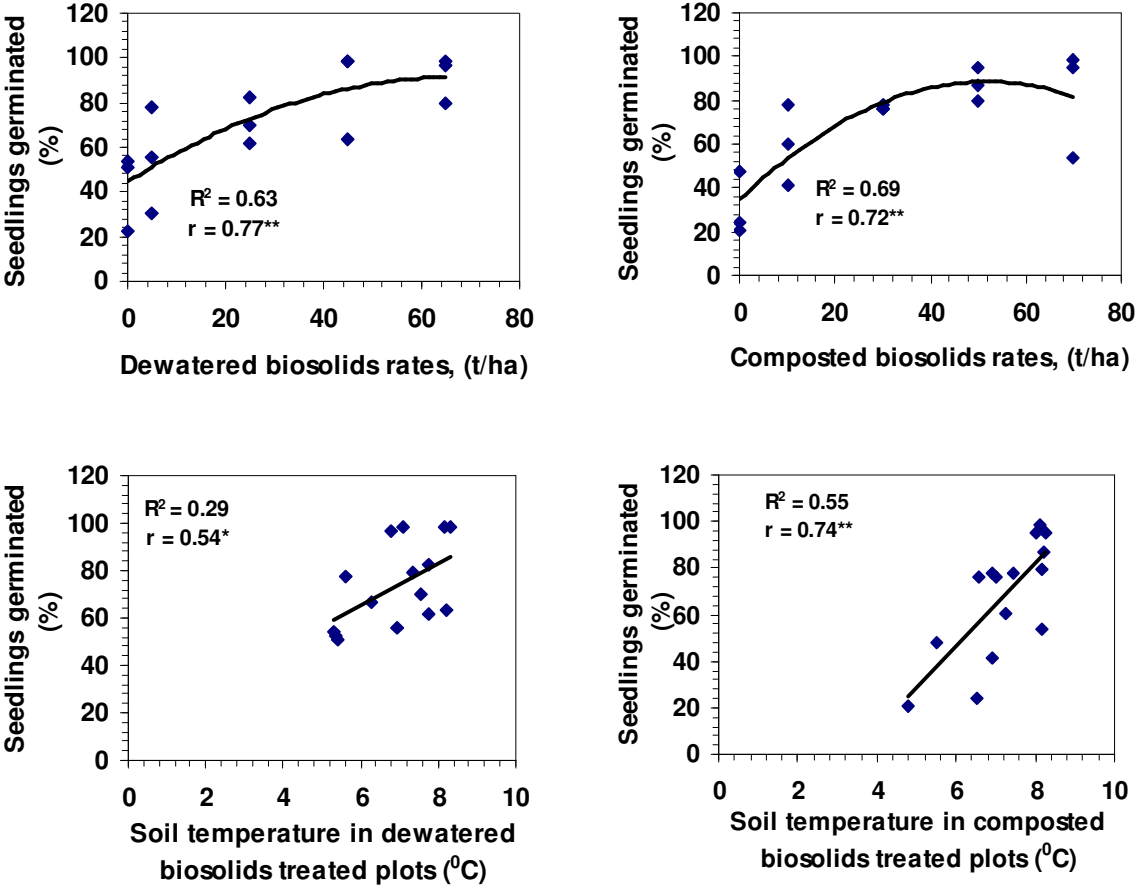 Seedlings germinated
(%)
120
100
80
60
40
20
0
R² = 0.63
r = 0.77**
0 20 40 60 80
Dewatered biosolids rates, (t/ha)
Seedlings germinated
(%)
120
100
80
60
40
20
0
R² = 0.69
r = 0.72**
0 20 40 60 80
Composted biosolids rates, (t/ha)
Seedlings germinated
(%)
120
100
80
60
40
20
0
R² = 0.29
r = 0.54*
0 2 4 6 8 10
Soil temperature in dewatered
biosolids treated plots (⁰C)
Seedlings germinated
(%)
120
100
80
60
40
20
0
R² = 0.55
r = 0.74**
0 2 4 6 8 10
Soil temperature in composted
biosolids treated plots (⁰C)